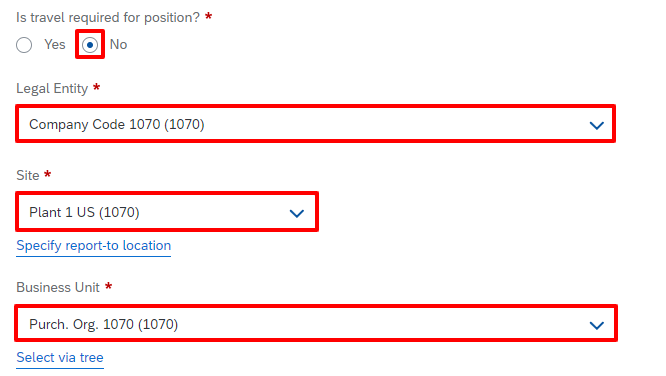 Is travel required for position? *
Yes No
Legal Entity *
Company Code 1070 (1070)
Site *
Plant 1 US (1070)
Specify report-to location
Business Unit *
Purch. Org. 1070 (1070)
Select via tree